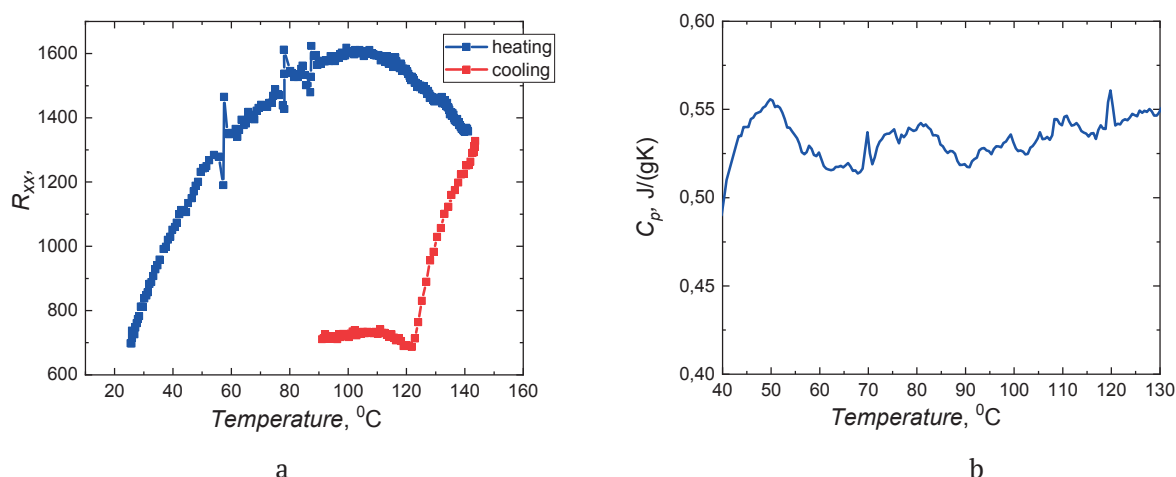 1600
1400
1200
1000
800
600
R_xx,
heating
cooling
20 40 60 80 100 120 140 160
Temperature, ⁰C
a
0,60
0,55
0,50
0,45
0,40
C_p, J/(gK)
40 50 60 70 80 90 100 110 120 130
Temperature, ⁰C
b